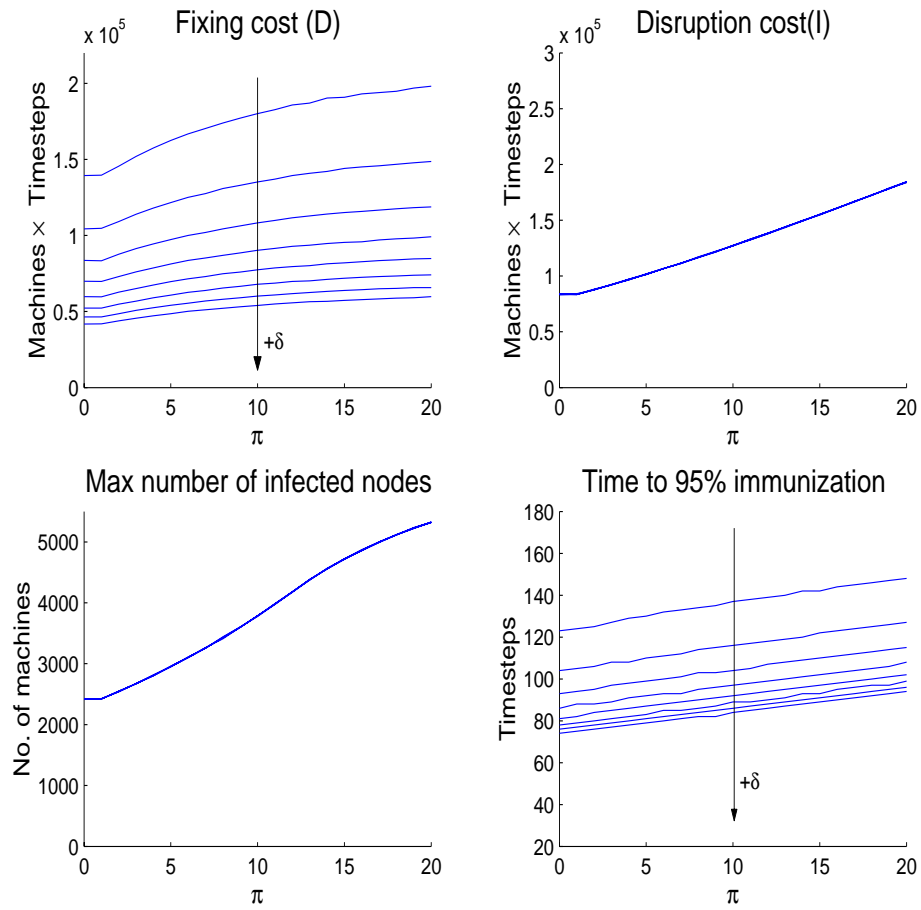 Fixing cost (D)
x 10^5
Machines × Timesteps
2
1.5
1
0.5
0
+δ
0 5 10 15 20
π
Disruption cost(I)
x 10^5
Machines × Timesteps
3
2.5
2
1.5
1
0.5
0
0 5 10 15 20
π
Max number of infected nodes
No. of machines
5000
4000
3000
2000
1000
0
0 5 10 15 20
π
Time to 95% immunization
Timesteps
180
160
140
120
100
80
60
40
20
+δ
0 5 10 15 20
π